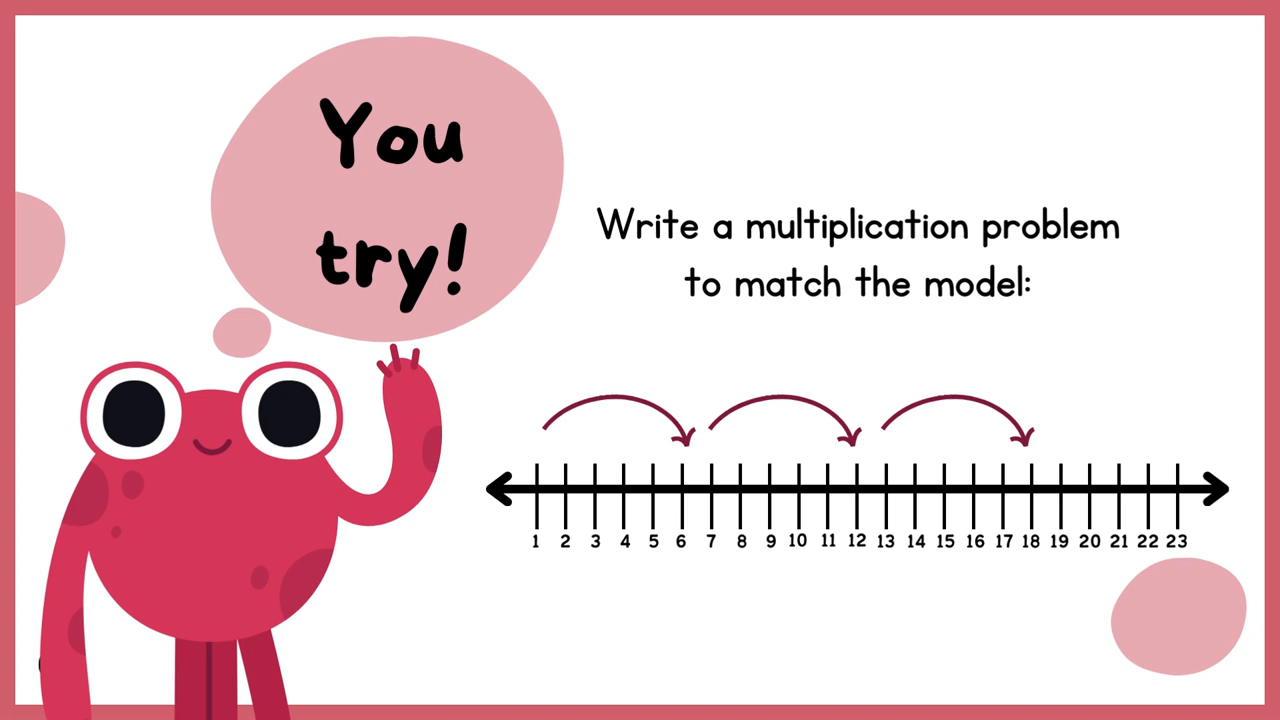 You
try!
Write a multiplication problem
to match the model:
1 2 3 4 5 6 7 8 9 10 11 12 13 14 15 16 17 18 19 20 21 22 23